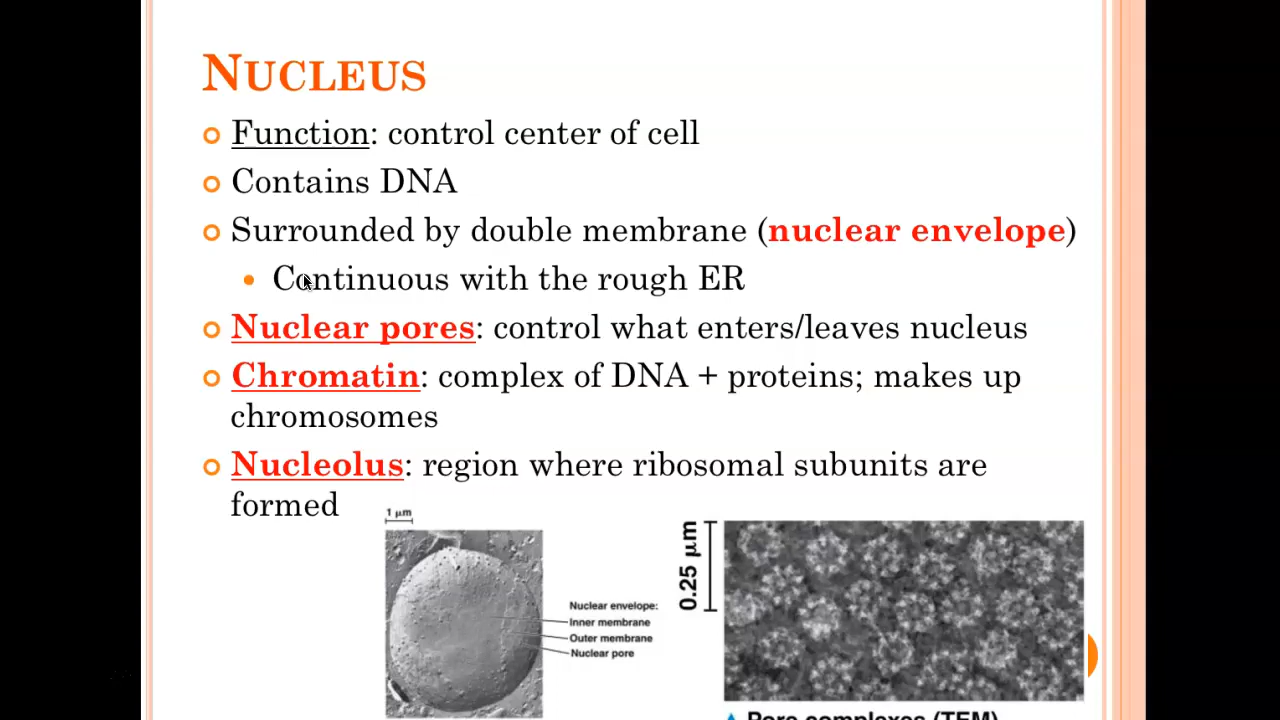 NUCLEUS
Function: control center of cell
Contains DNA
Surrounded by double membrane (nuclear envelope)
Continuous with the rough ER
Nuclear pores: control what enters/leaves nucleus
Chromatin: complex of DNA + proteins; makes up
chromosomes
Nucleolus: region where ribosomal subunits are
formed
1 μm
Nuclear envelope:
Inner membrane
Outer membrane
Nuclear pore
0.25 μm
Pore complexes (TEM)